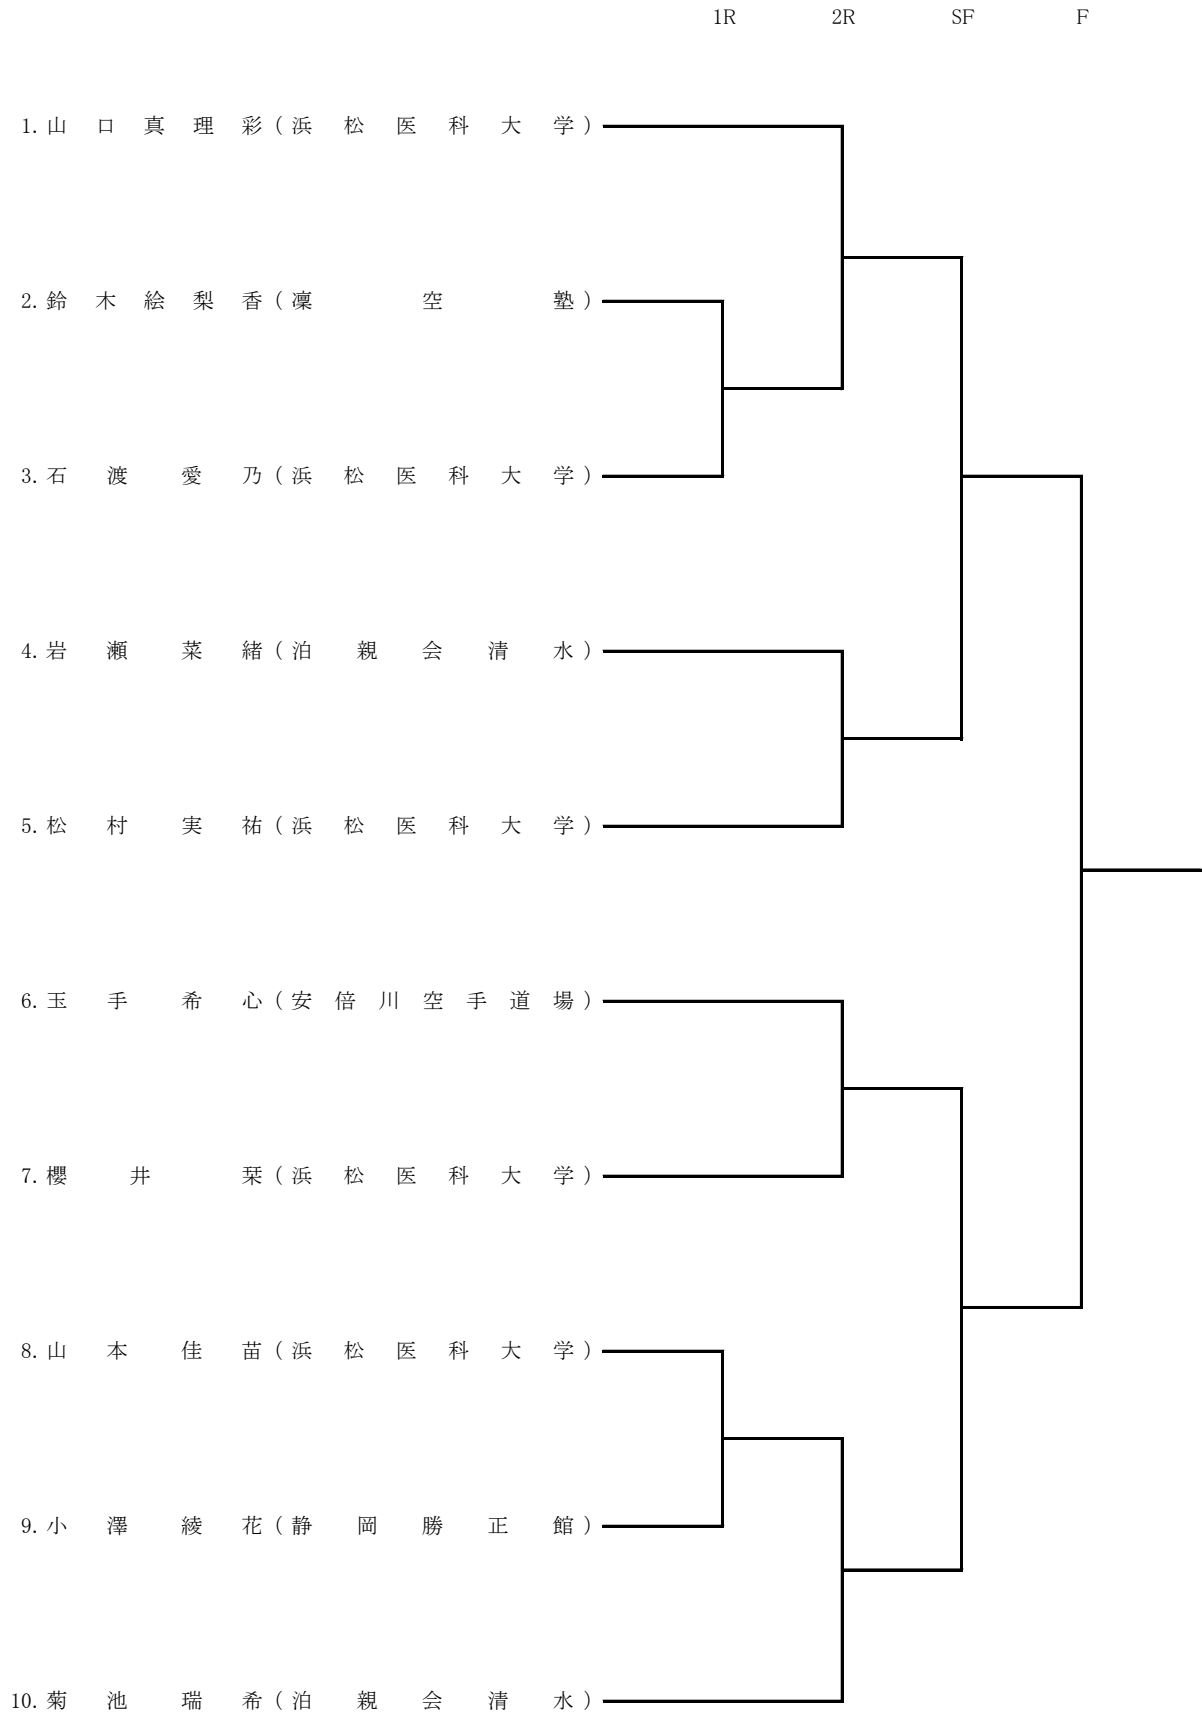 1R 2R SF F
1. 山口真理彩(浜松医科大学)
2. 鈴木絵梨香(凜空塾)
3. 石渡愛乃(浜松医科大学)
4. 岩瀬菜緒(泊親会清水)
5. 松村実祐(浜松医科大学)
6. 玉手希心(安倍川空手道場)
7. 櫻井栞(浜松医科大学)
8. 山本佳苗(浜松医科大学)
9. 小澤綾花(静岡勝正館)
10. 菊池瑞希(泊親会清水)